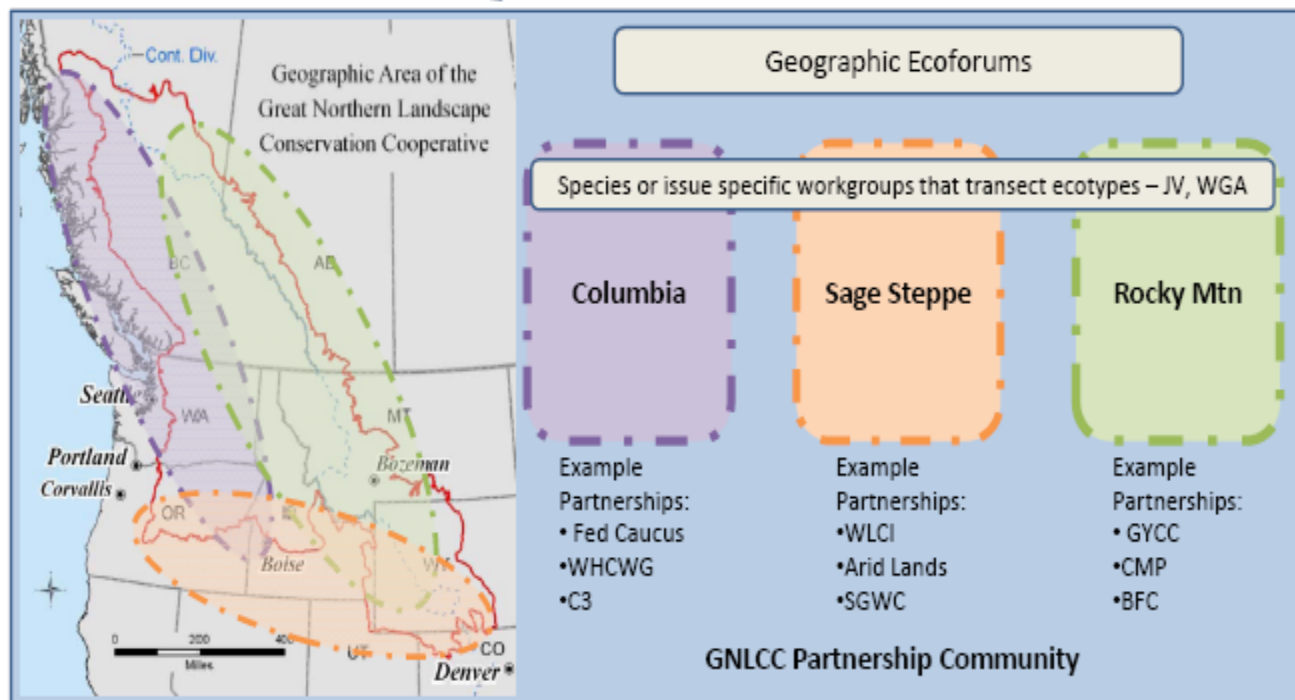 Cont. Div.
Geographic Area of the
Great Northern Landscape
Conservation Cooperative
BC
AB
Seattle
WA
MT
Portland
Bozeman
Corvallis
OR
ID
Boise
WY
0 200 400
Miles
UT
CO
Denver
Geographic Ecoforums
Species or issue specific workgroups that transect ecotypes – JV, WGA
Columbia
Sage Steppe
Rocky Mtn
Example
Partnerships:
• Fed Caucus
•WHCWG
•C3
Example
Partnerships:
•WLCI
•Arid Lands
•SGWC
Example
Partnerships:
• GYCC
•CMP
•BFC
GNLCC Partnership Community